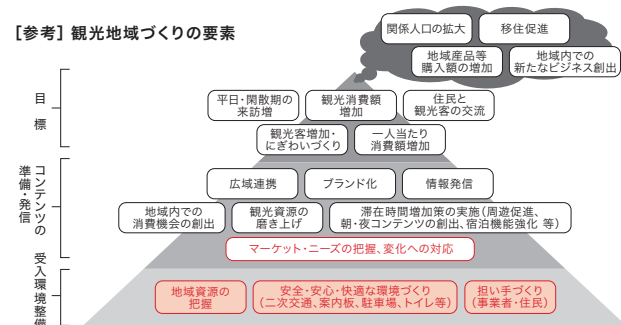 [参考] 観光地域づくりの要素
関係人口の拡大
移住促進
地域産品等
購入額の増加
地域内での
新たなビジネス創出
目標
平日・閑散期の
来訪増
観光消費額
増加
住民と
観光客の交流
観光客増加・
にぎわいづくり
一人当たり
消費額増加
コンテンツの
準備・発信
広域連携
ブランド化
情報発信
地域内での
消費機会の創出
観光資源の
磨き上げ
滞在時間増加策の実施(周遊促進、
朝・夜コンテンツの創出、宿泊機能強化 等)
マーケット・ニーズの把握、変化への対応
受入環境整備
地域資源の
把握
安全・安心・快適な環境づくり
(二次交通、案内板、駐車場、トイレ等)
担い手づくり
(事業者・住民)